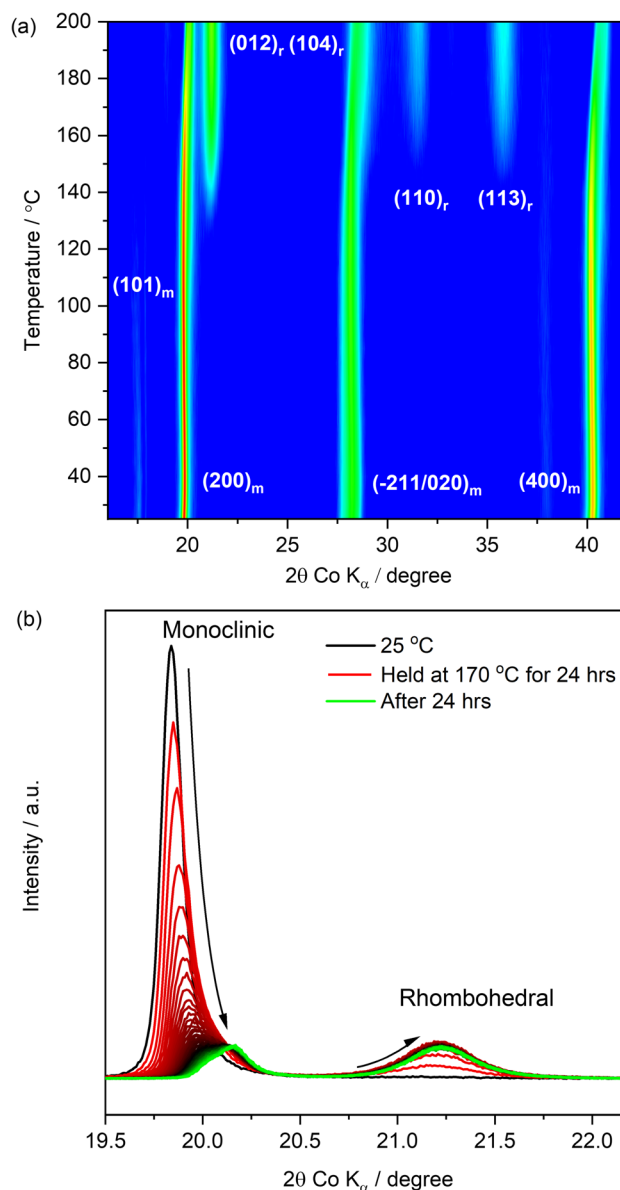 (a)
200
180
160
140
120
100
80
60
40
Temperature / °C
(012)r (104)r
(110)r
(113)r
(101)m
(200)m
(-211/020)m
(400)m
20
25
30
35
40
2θ Co Kα / degree
(b)
Monoclinic
25 °C
Held at 170 °C for 24 hrs
After 24 hrs
Intensity / a.u.
Rhombohedral
19.5
20.0
20.5
21.0
21.5
22.0
2θ Co Kα / degree